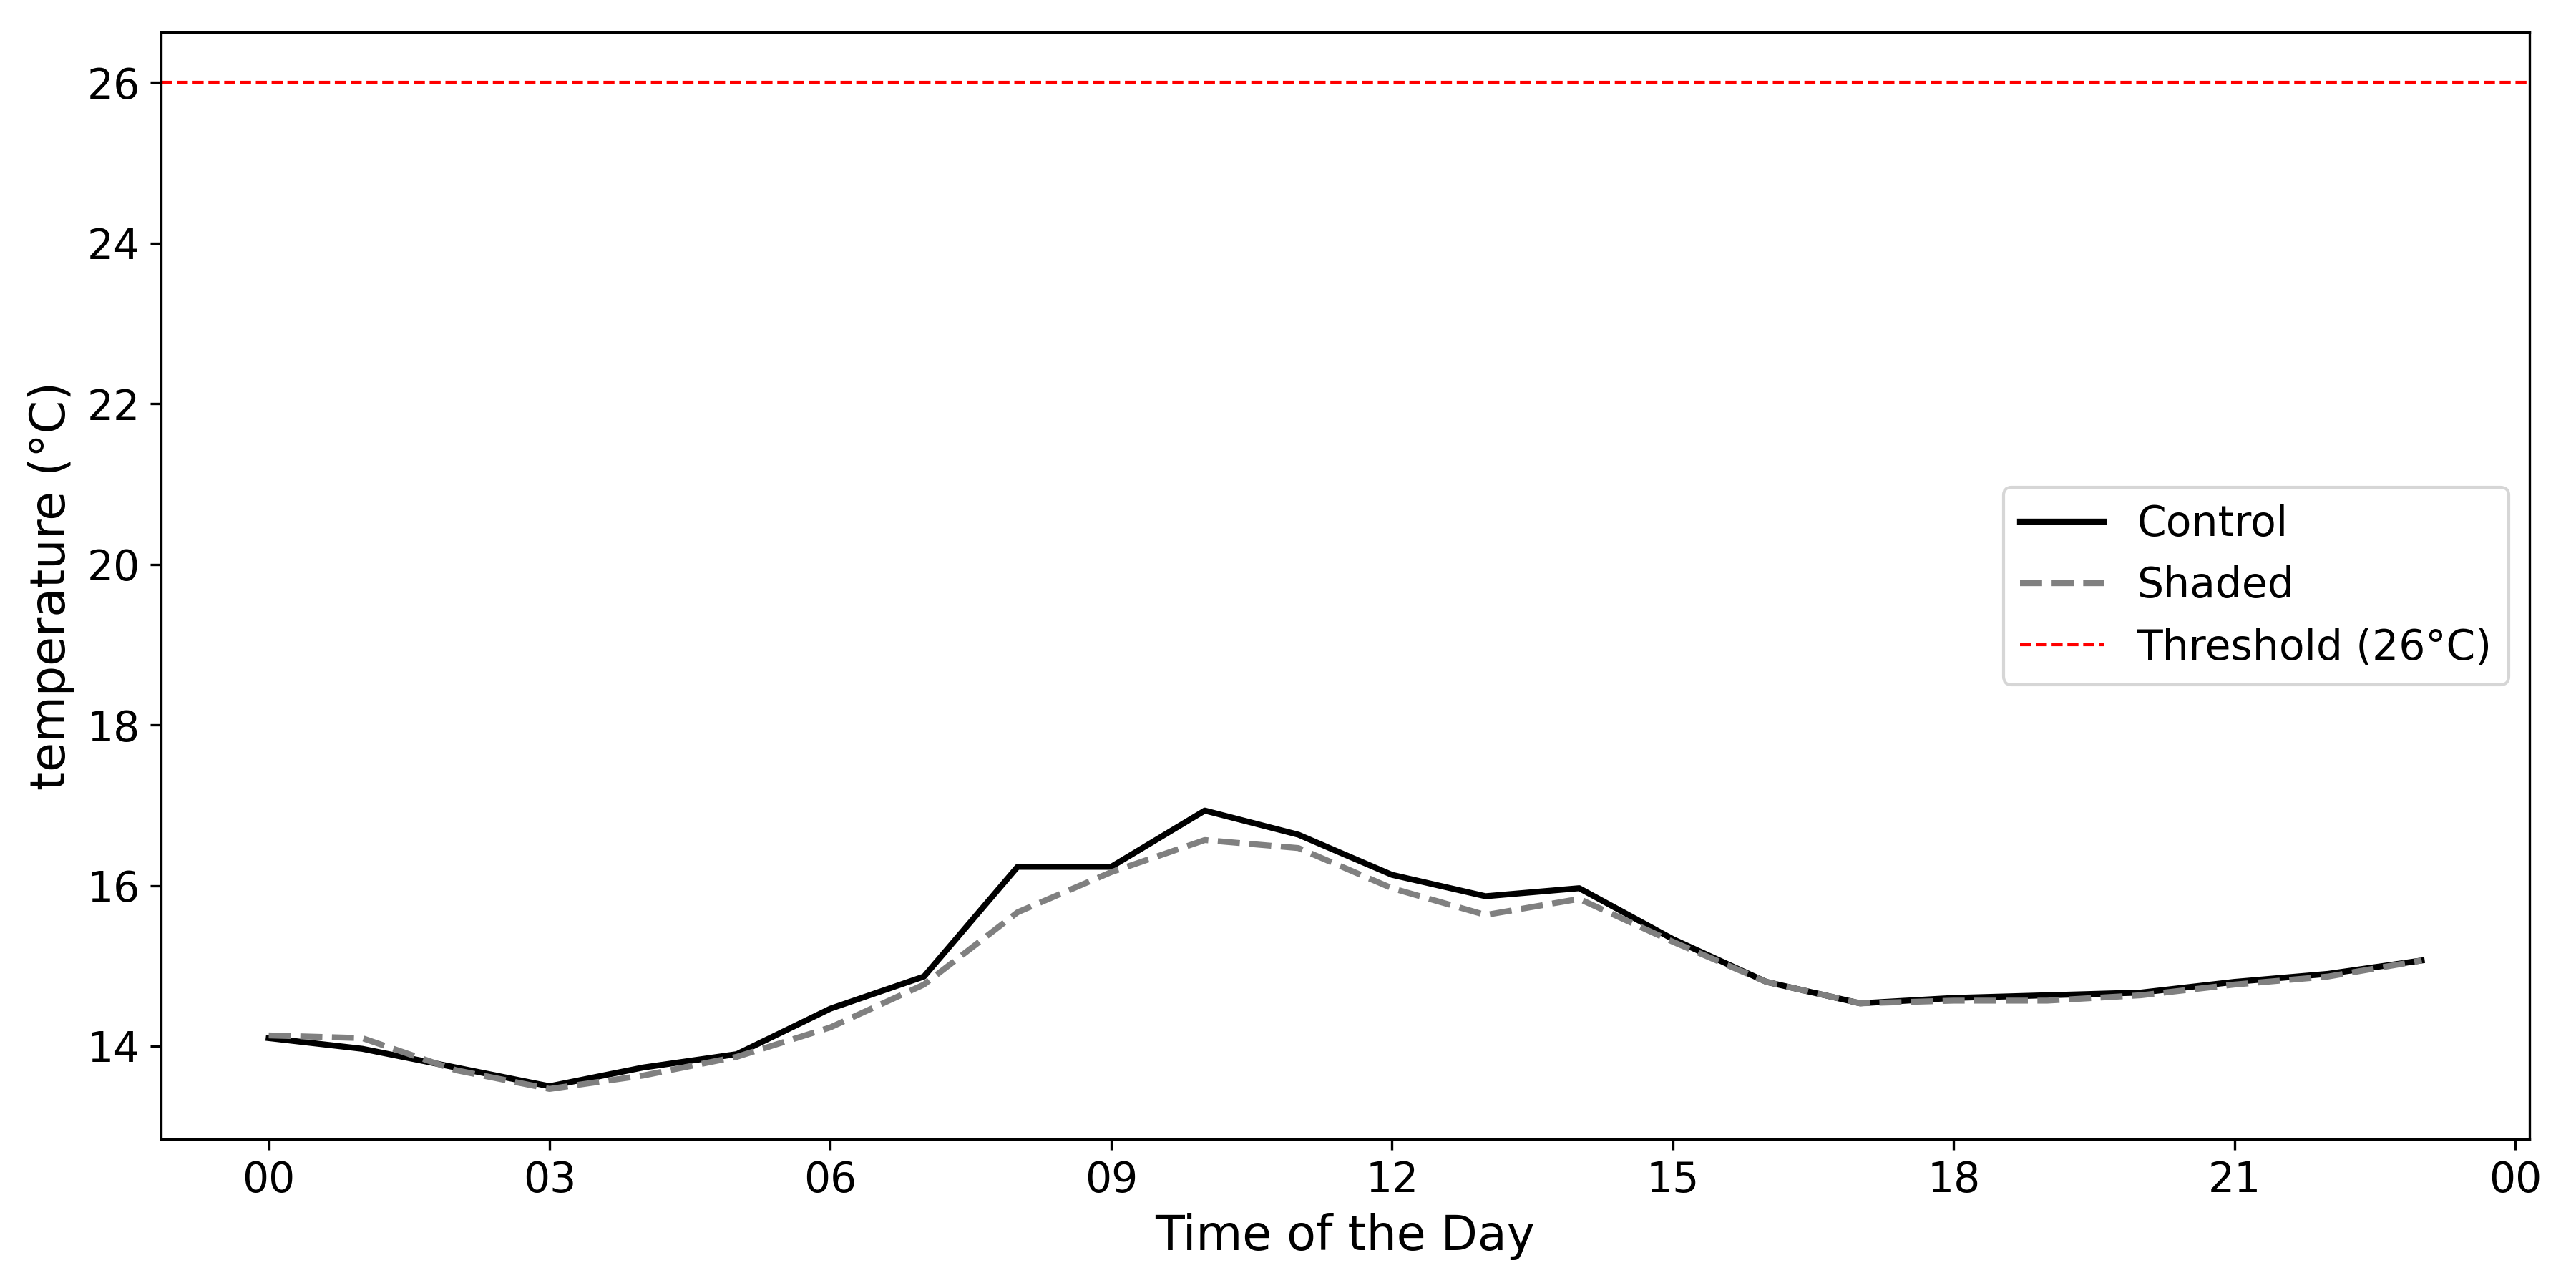 26
24
22
20
18
16
14
temperature (°C)
Control
Shaded
Threshold (26°C)
00 03 06 09 12 15 18 21 00
Time of the Day